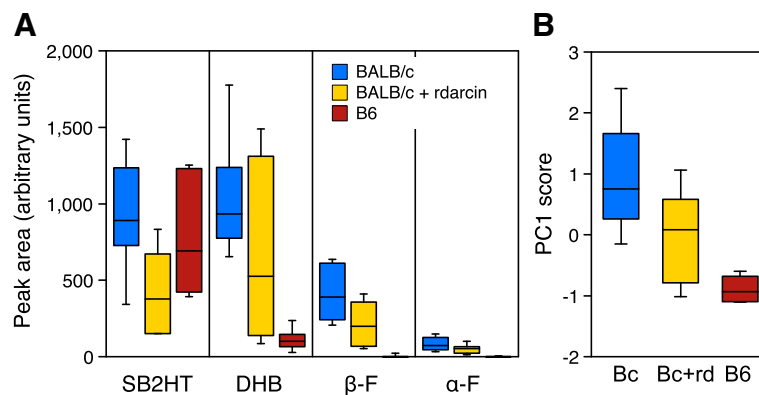 A
Peak area (arbitrary units)
2,000
1,500
1,000
500
0
BALB/c
BALB/c + rdarcin
B6
SB2HT
DHB
β-F
α-F
B
PC1 score
3
2
1
0
-1
-2
Bc
Bc+rd
B6